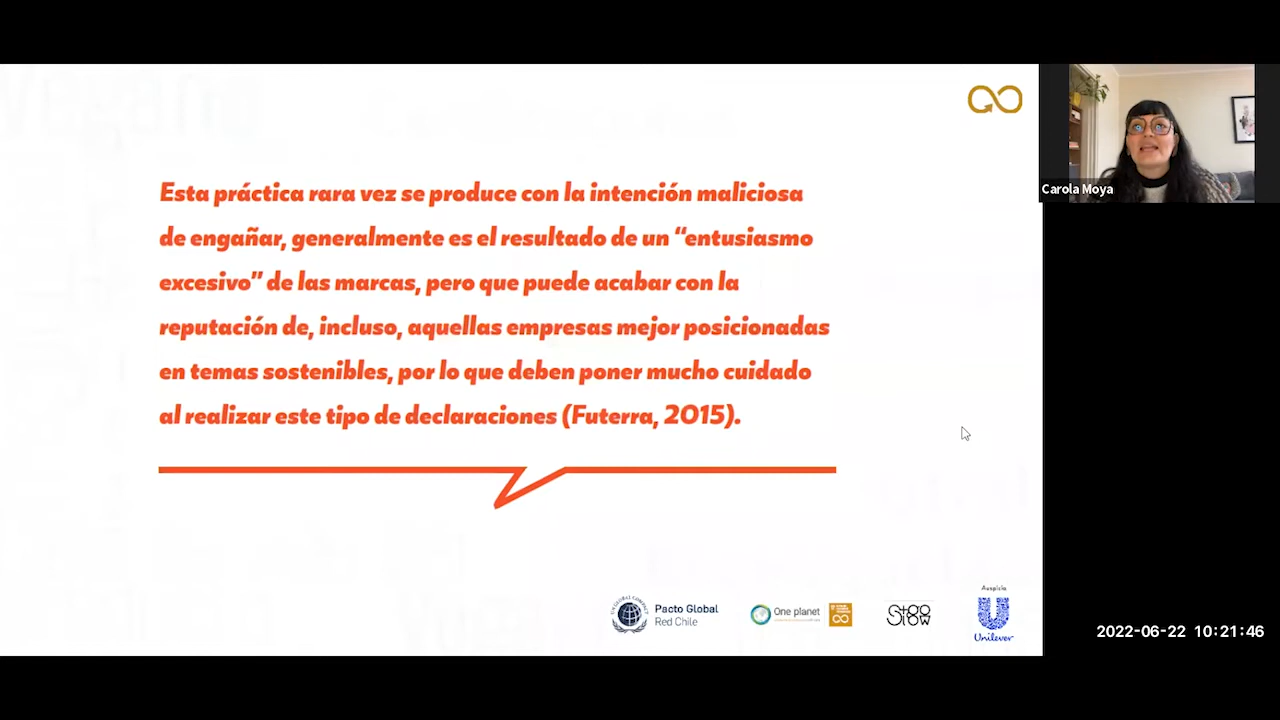 Esta práctica rara vez se produce con la intención maliciosa
de engañar, generalmente es el resultado de un “entusiasmo
excesivo” de las marcas, pero que puede acabar con la
reputación de, incluso, aquellas empresas mejor posicionadas
en temas sostenibles, por lo que deben poner mucho cuidado
al realizar este tipo de declaraciones (Futerra, 2015).
Carola Moya
Pacto Global
Red Chile
One planet
Auspicia
Unilever
2022-06-22 10:21:46